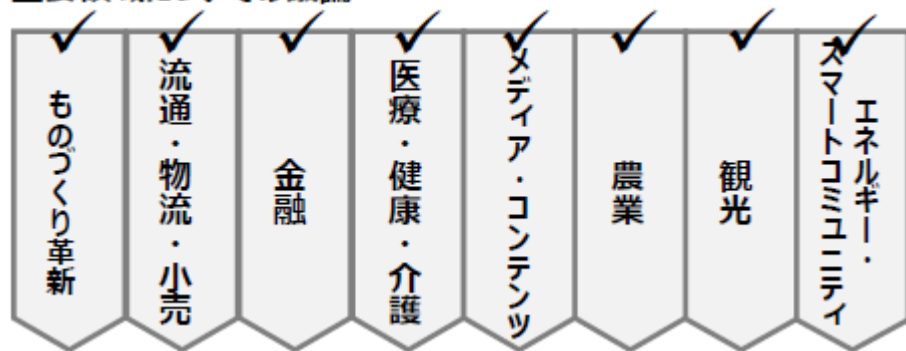 ものづくり革新
流通・物流・小売
金融
医療・健康・介護
メディア・コンテンツ
農業
観光
エネルギー・
スマートコミュニティ